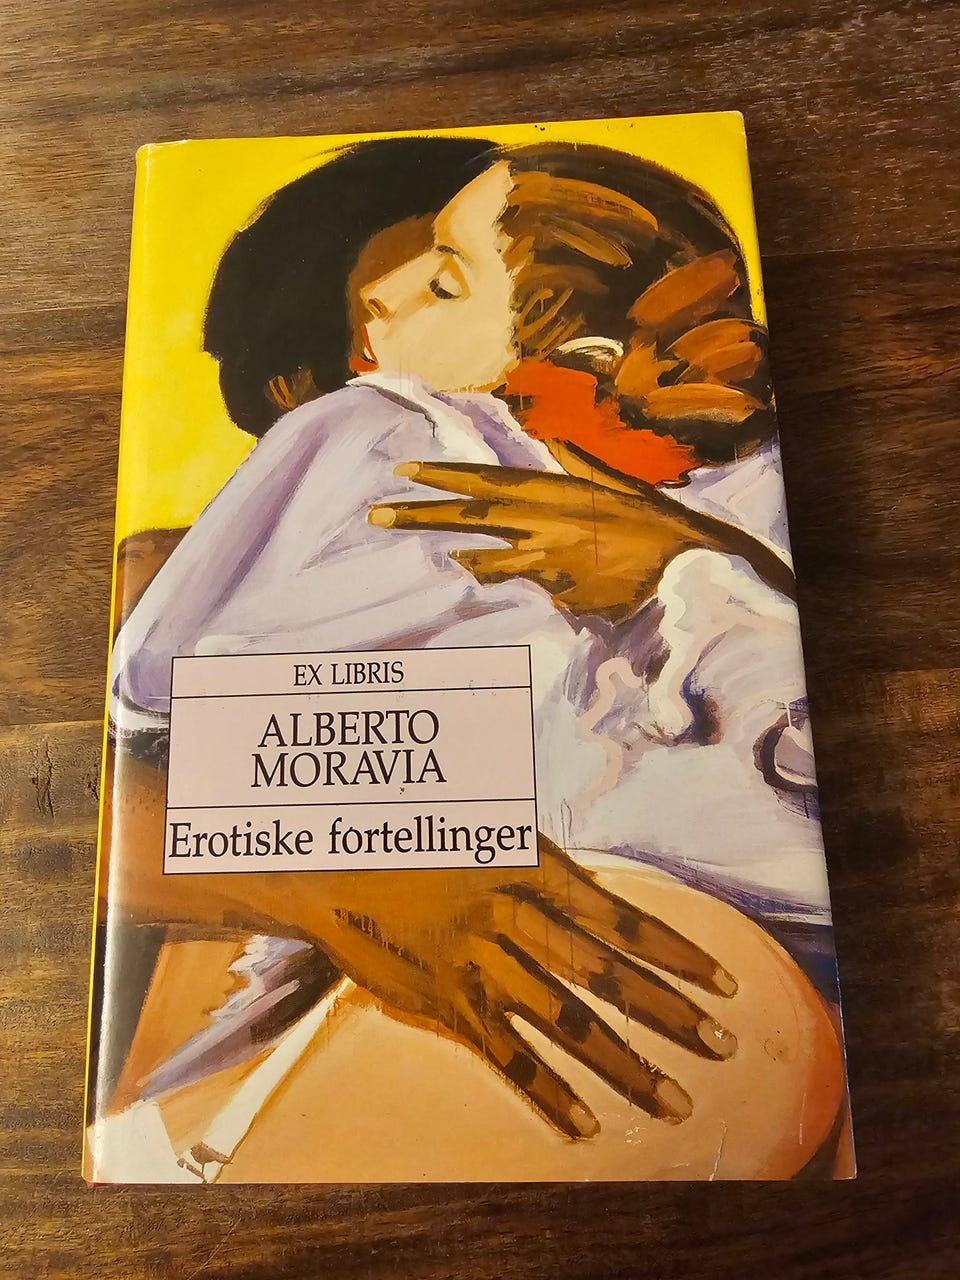 EX LIBRIS
ALBERTO
MORAVIA
Erotiske fortellinger